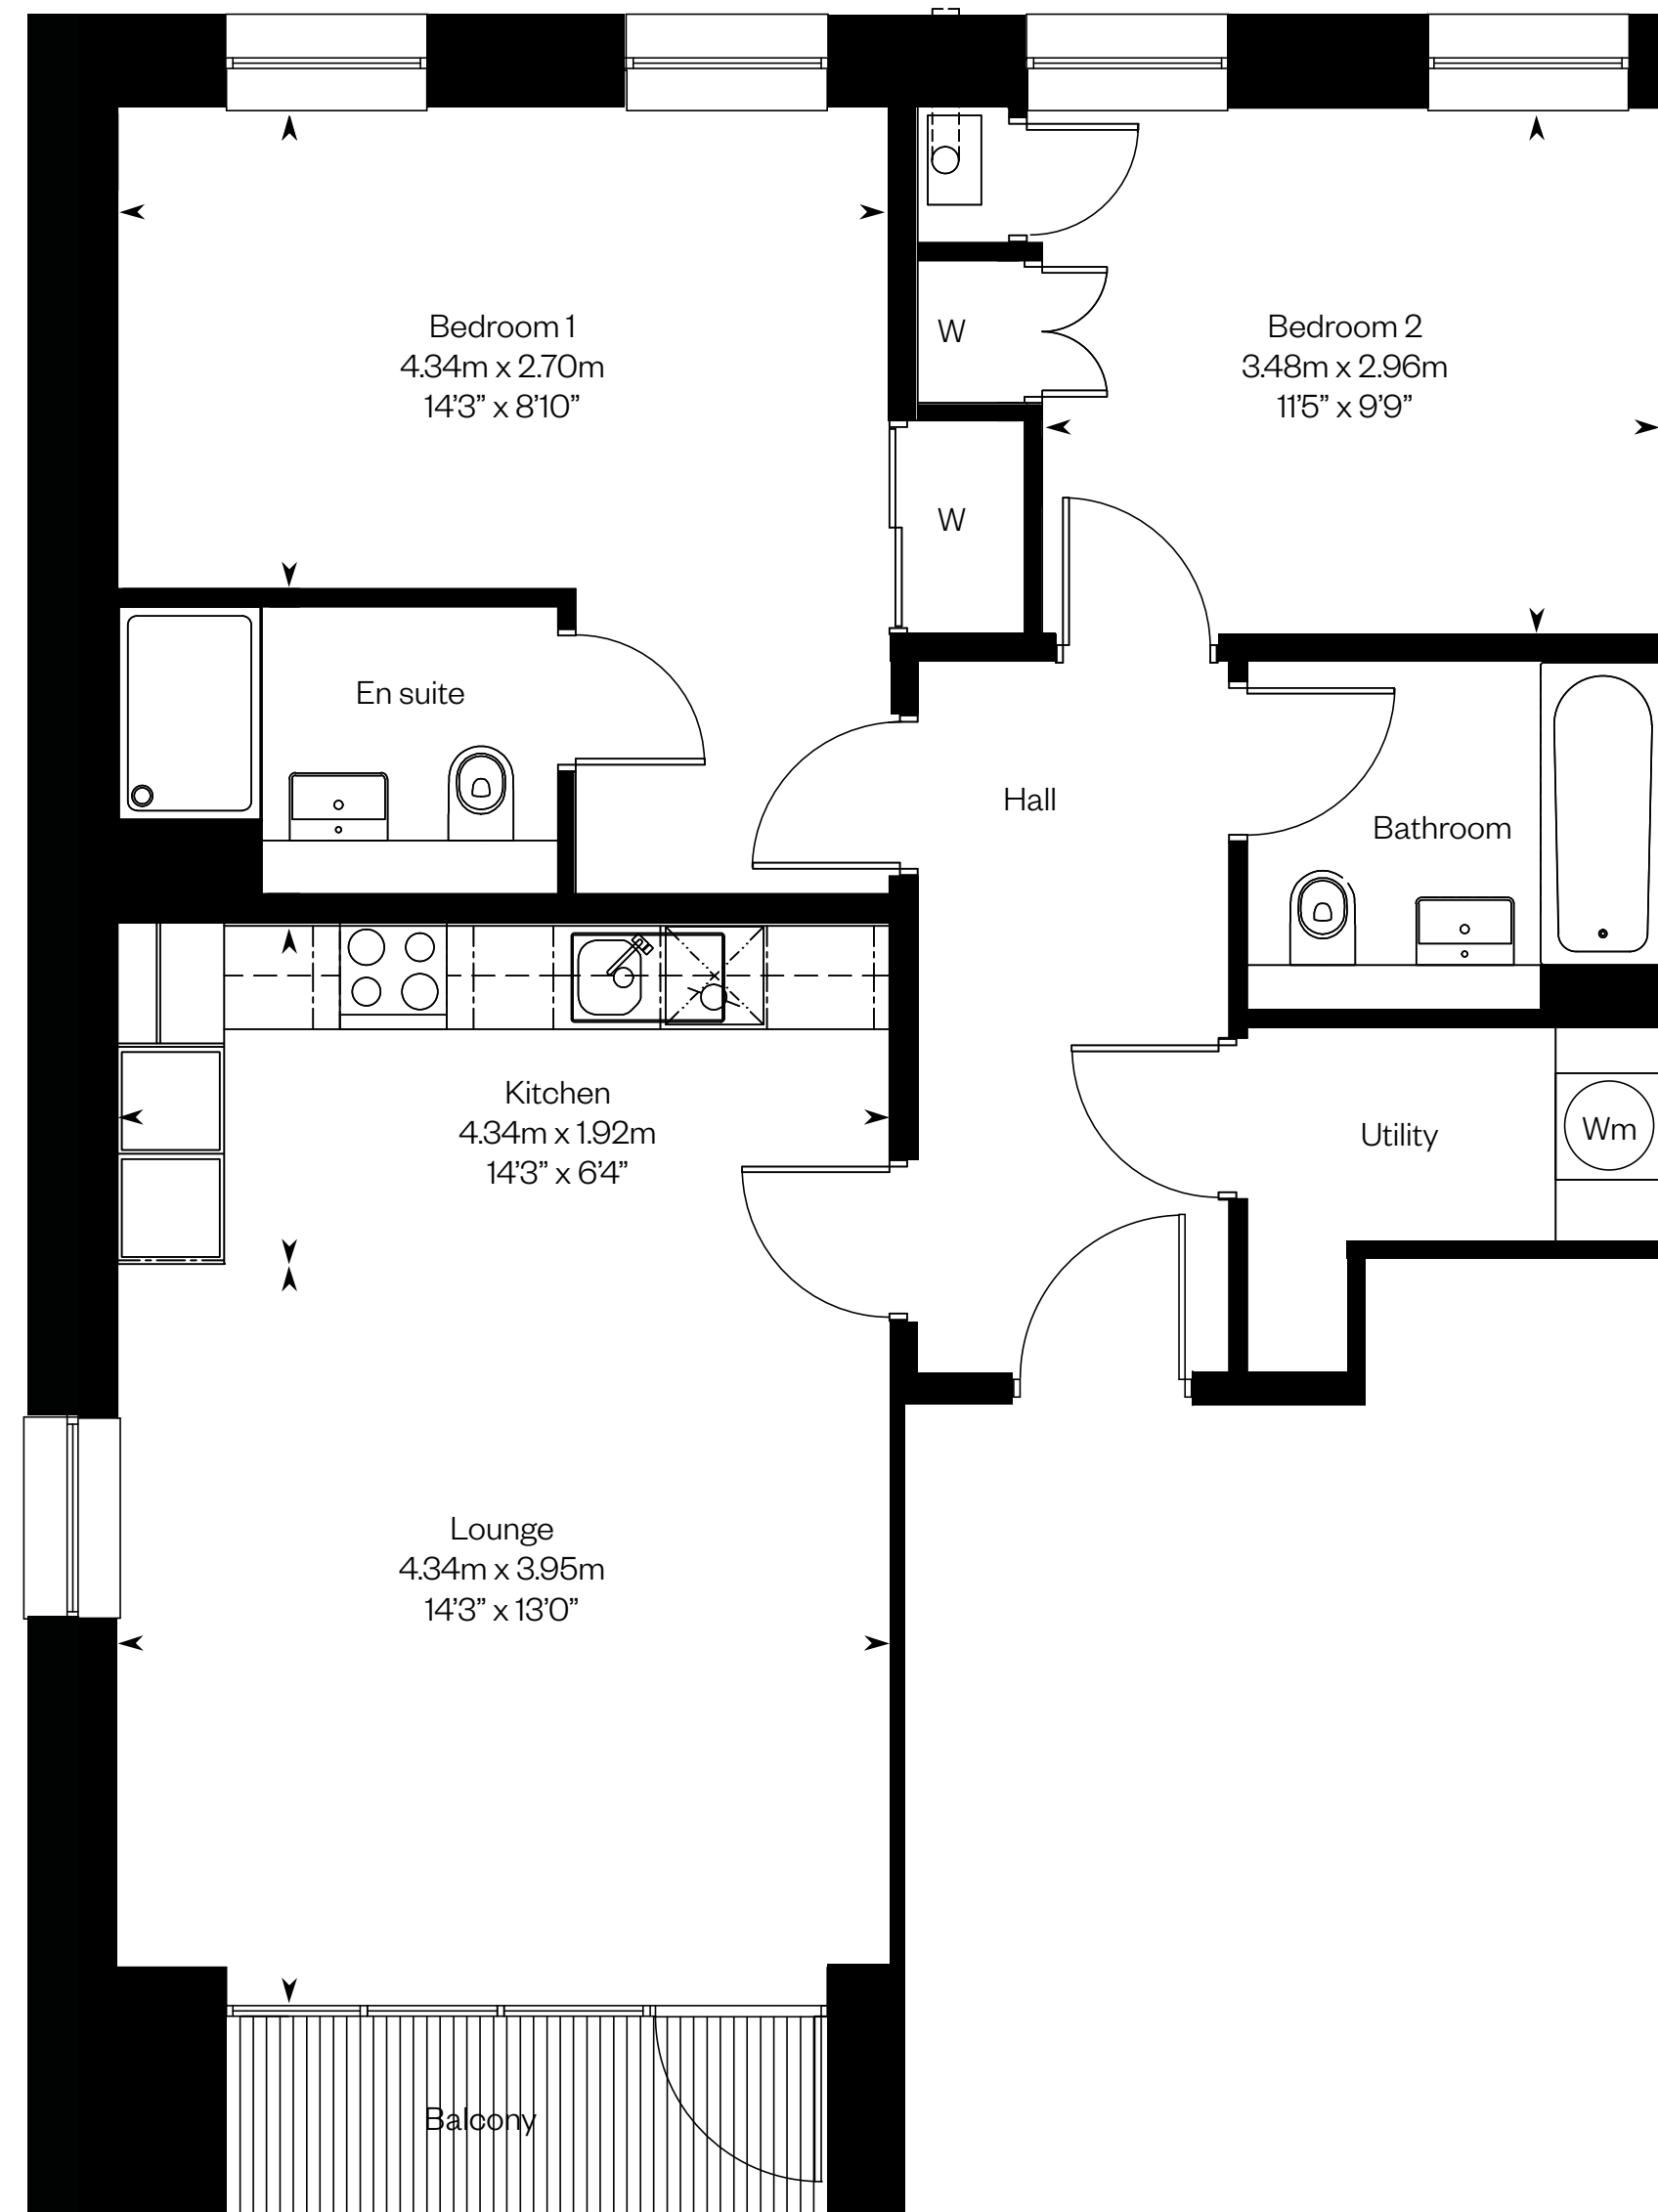 Bedroom 1
4.34m x 2.70m
14’3” x 8’10”
W
Bedroom 2
3.48m x 2.96m
11’5” x 9’9”
W
En suite
Hall
Bathroom
Kitchen
4.34m x 1.92m
14’3” x 6’4”
Utility
Wm
Lounge
4.34m x 3.95m
14’3” x 13’0”
Balcony